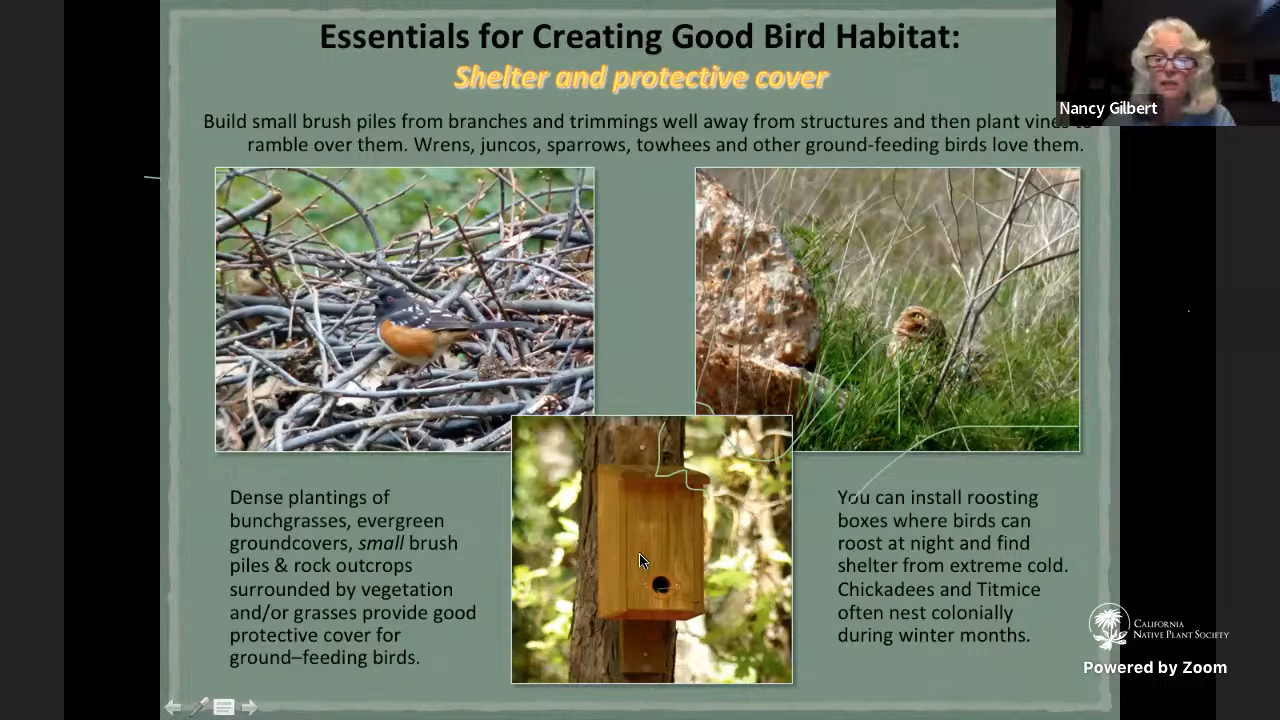 Essentials for Creating Good Bird Habitat:
Shelter and protective cover
Nancy Gilbert
Build small brush piles from branches and trimmings well away from structures and then plant vines to
ramble over them. Wrens, juncos, sparrows, towhees and other ground-feeding birds love them.
Dense plantings of
bunchgrasses, evergreen
groundcovers, small brush
piles & rock outcrops
surrounded by vegetation
and/or grasses provide good
protective cover for
ground–feeding birds.
You can install roosting
boxes where birds can
roost at night and find
shelter from extreme cold.
Chickadees and Titmice
often nest colonially
during winter months.
CALIFORNIA
NATIVE PLANT SOCIETY
Powered by Zoom